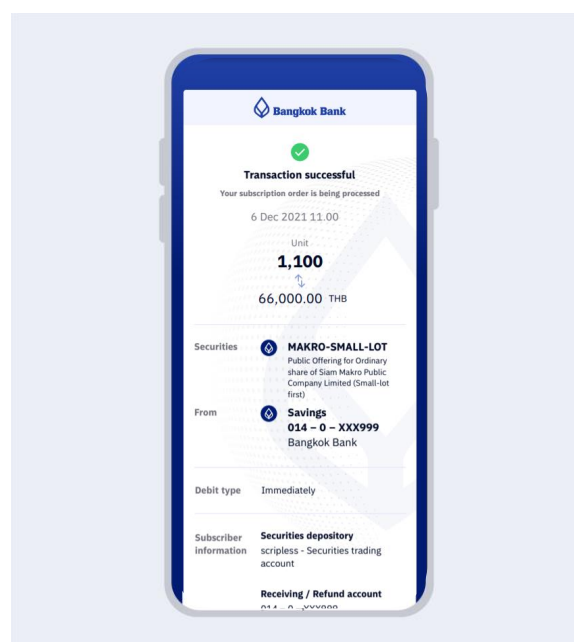 Bangkok Bank
Transaction successful
Your subscription order is being processed
6 Dec 2021 11.00
Unit
1,100
66,000.00 THB
Securities
MAKRO-SMALL-LOT
Public Offering for Ordinary
share of Siam Makro Public
Company Limited (Small-lot
first)
From
Savings
014 – 0 – XXX999
Bangkok Bank
Debit type
Immediately
Subscriber
information
Securities depository
scripless - Securities trading
account
Receiving / Refund account
014 – 0 – XXX999